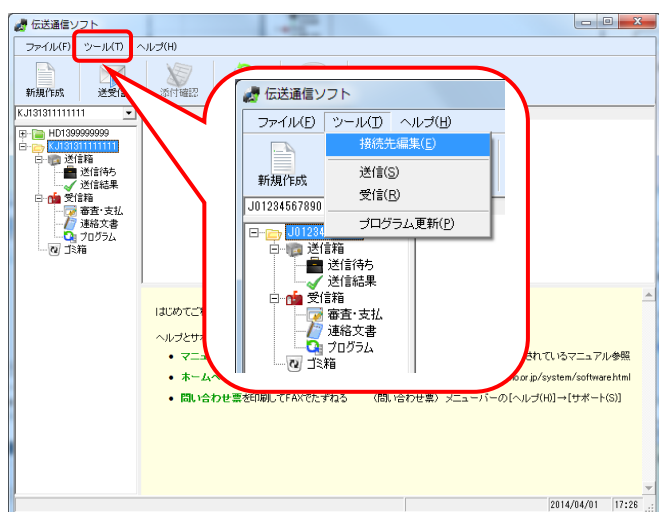 伝送通信ソフト
ファイル(F) ツール(T) ヘルプ(H)
新規作成 送受信 添付確認
KJ131311111111
HD1399999999
KJ131311111111
送信箱
送信待ち
送信結果
受信箱
審査・支払
連絡文書
プログラム
ゴミ箱
伝送通信ソフト
ファイル(F) ツール(T) ヘルプ(H)
接続先編集(E)
送信(S)
受信(R)
プログラム更新(P)
新規作成
J01234567890
J01234
送信箱
送信待ち
送信結果
受信箱
審査・支払
連絡文書
プログラム
ゴミ箱
はじめてご
ヘルプとサポ
マニュ されているマニュアル参照
ホームペ o.or.jp/system/software.html
問い合わせ票を印刷してFAXでたずねる (問い合わせ票) メニューバーの[ヘルプ(H)]→[サポート(S)]
2014/04/01 17:26